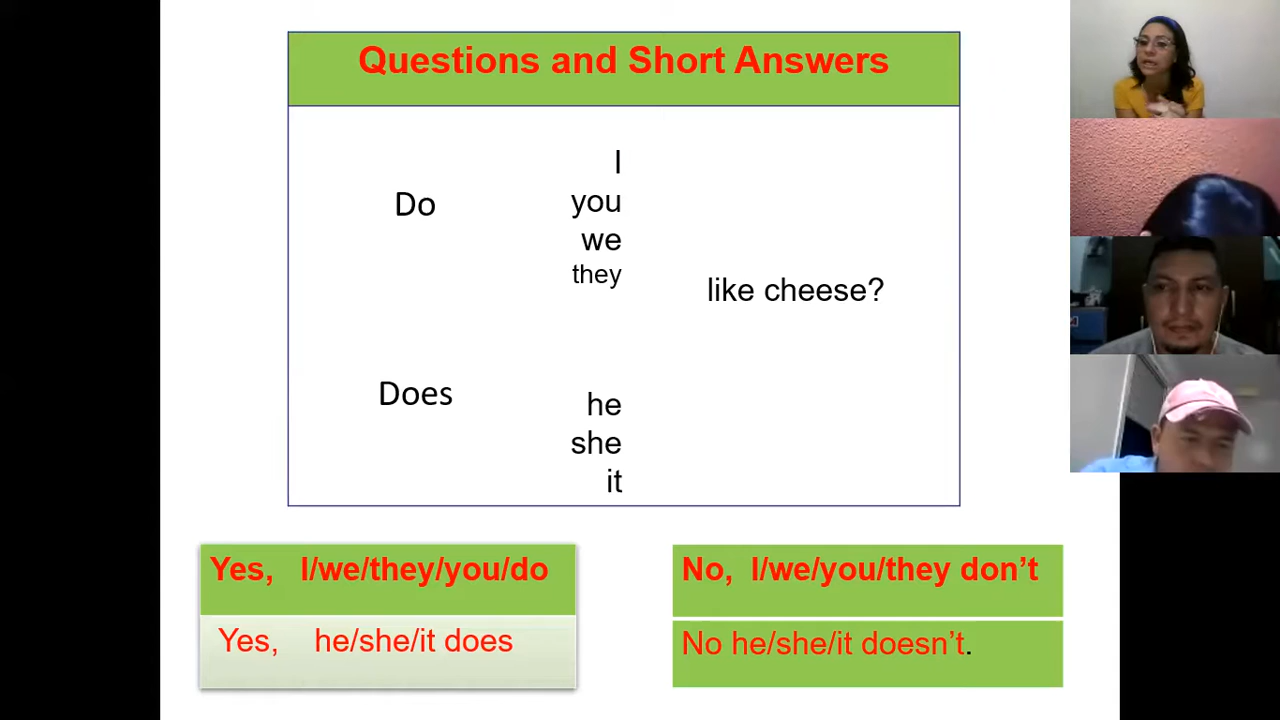 Questions and Short Answers
Do
I
you
we
they
like cheese?
Does
he
she
it
Yes, I/we/they/you/do
Yes, he/she/it does
No, I/we/you/they don’t
No he/she/it doesn’t.